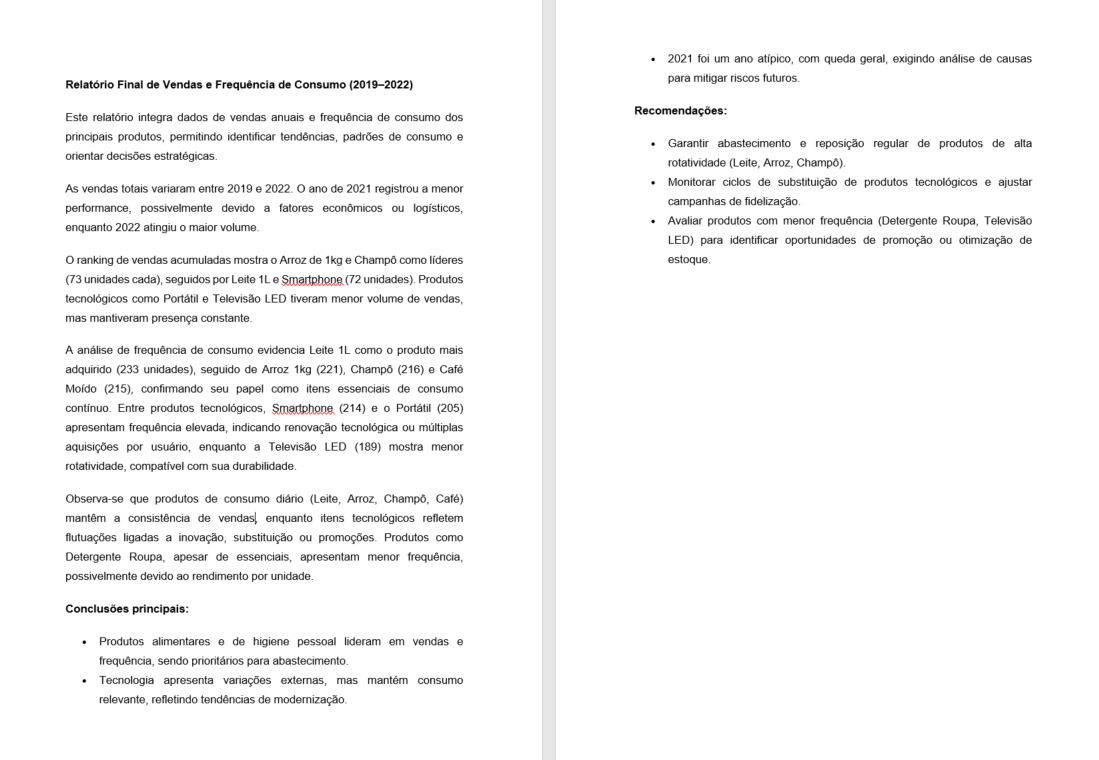 Relatório Final de Vendas e Frequência de Consumo (2019–2022)
Este relatório integra dados de vendas anuais e frequência de consumo dos
principais produtos, permitindo identificar tendências, padrões de consumo e
orientar decisões estratégicas.
As vendas totais variaram entre 2019 e 2022. O ano de 2021 registrou a menor
performance, possivelmente devido a fatores econômicos ou logísticos,
enquanto 2022 atingiu o maior volume.
O ranking de vendas acumuladas mostra o Arroz de 1kg e Champô como líderes
(73 unidades cada), seguidos por Leite 1L e Smartphone (72 unidades). Produtos
tecnológicos como Portátil e Televisão LED tiveram menor volume de vendas,
mas mantiveram presença constante.
A análise de frequência de consumo evidencia Leite 1L como o produto mais
adquirido (233 unidades), seguido de Arroz 1kg (221), Champô (216) e Café
Moído (215), confirmando seu papel como itens essenciais de consumo
contínuo. Entre produtos tecnológicos, Smartphone (214) e o Portátil (205)
apresentam frequência elevada, indicando renovação tecnológica ou múltiplas
aquisições por usuário, enquanto a Televisão LED (189) mostra menor
rotatividade, compatível com sua durabilidade.
Observa-se que produtos de consumo diário (Leite, Arroz, Champô, Café)
mantêm a consistência de vendas, enquanto itens tecnológicos refletem
flutuações ligadas a inovação, substituição ou promoções. Produtos como
Detergente Roupa, apesar de essenciais, apresentam menor frequência,
possivelmente devido ao rendimento por unidade.
Conclusões principais:
• Produtos alimentares e de higiene pessoal lideram em vendas e
frequência, sendo prioritários para abastecimento.
• Tecnologia apresenta variações externas, mas mantém consumo
relevante, refletindo tendências de modernização.
• 2021 foi um ano atípico, com queda geral, exigindo análise de causas
para mitigar riscos futuros.
Recomendações:
• Garantir abastecimento e reposição regular de produtos de alta
rotatividade (Leite, Arroz, Champô).
• Monitorar ciclos de substituição de produtos tecnológicos e ajustar
campanhas de fidelização.
• Avaliar produtos com menor frequência (Detergente Roupa, Televisão
LED) para identificar oportunidades de promoção ou otimização de
estoque.